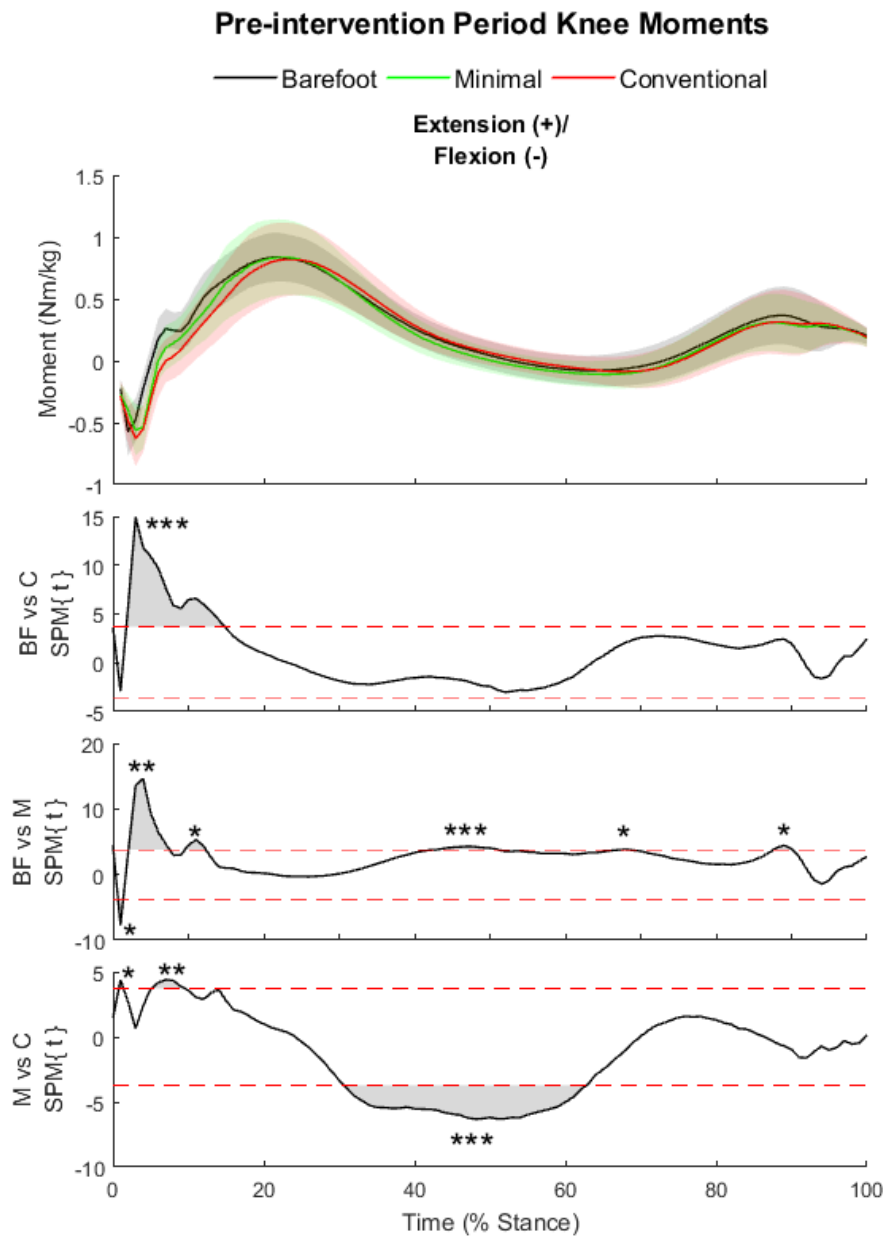 Pre-intervention Period Knee Moments
Barefoot Minimal Conventional
Extension (+)/
Flexion (-)
Moment (Nm/kg)
1.5
1
0.5
0
-0.5
-1
BF vs C
SPM{ t }
15
10
5
0
-5
***
BF vs M
SPM{ t }
20
10
0
-10
**
*
***
*
*
*
M vs C
SPM{ t }
5
0
-5
-10
*
**
***
0 20 40 60 80 100
Time (% Stance)